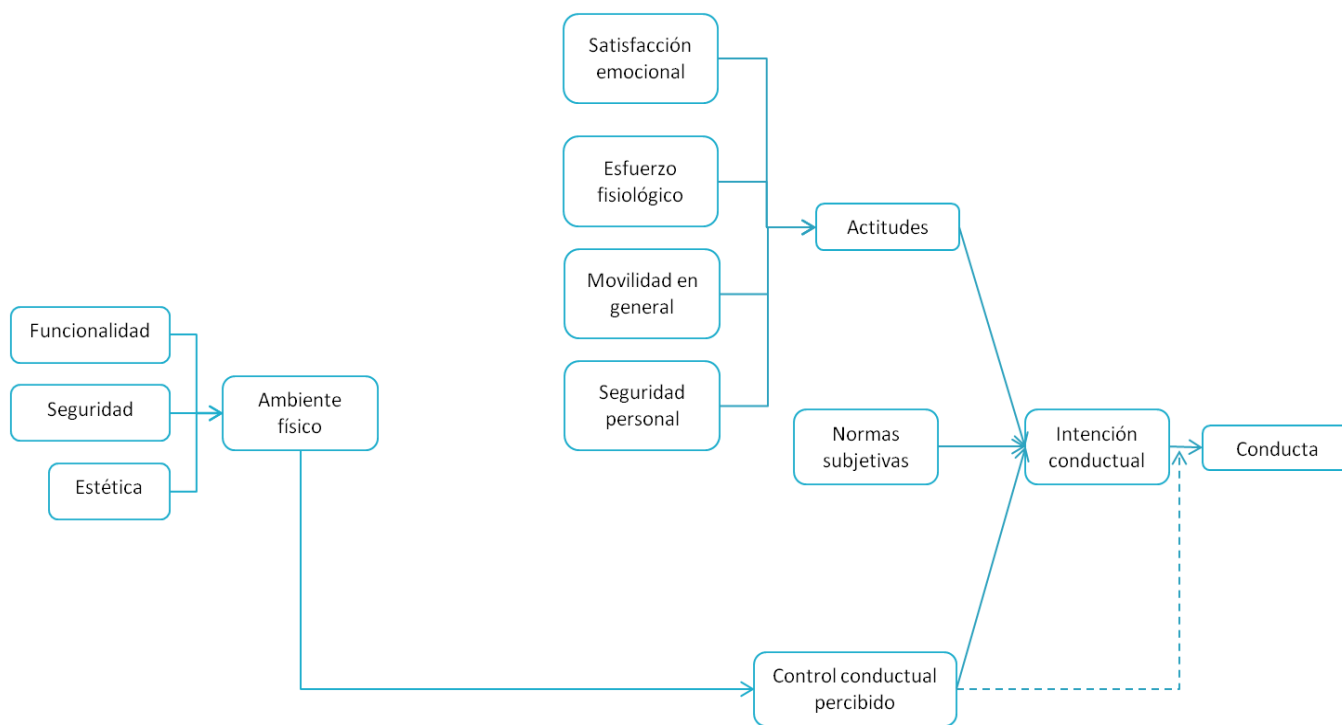 Satisfacción
emocional
Esfuerzo
fisiológico
Movilidad en
general
Seguridad
personal
Actitudes
Funcionalidad
Seguridad
Estética
Ambiente
físico
Normas
subjetivas
Intención
conductual
Conducta
Control conductual
percibido